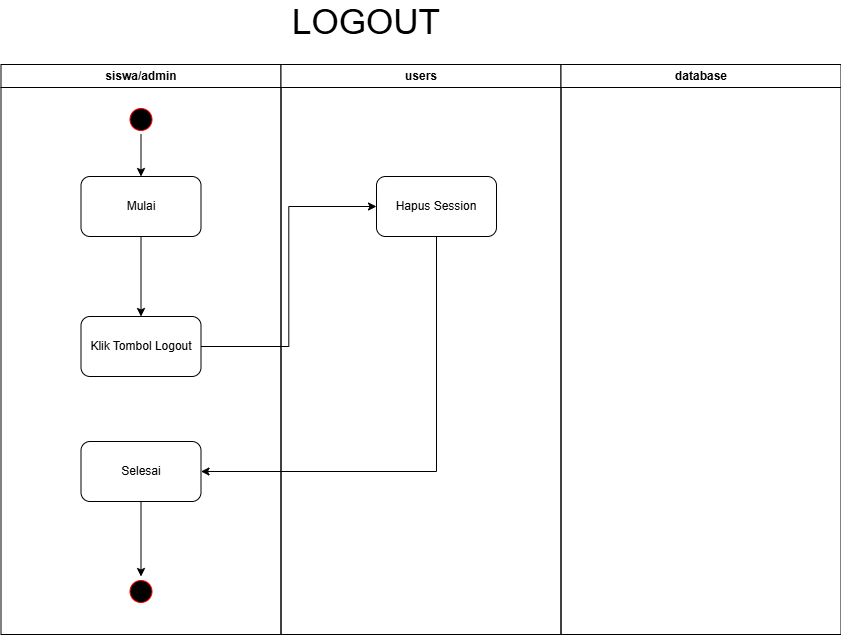 LOGOUT
siswa/admin
users
database
Mulai
Hapus Session
Klik Tombol Logout
Selesai